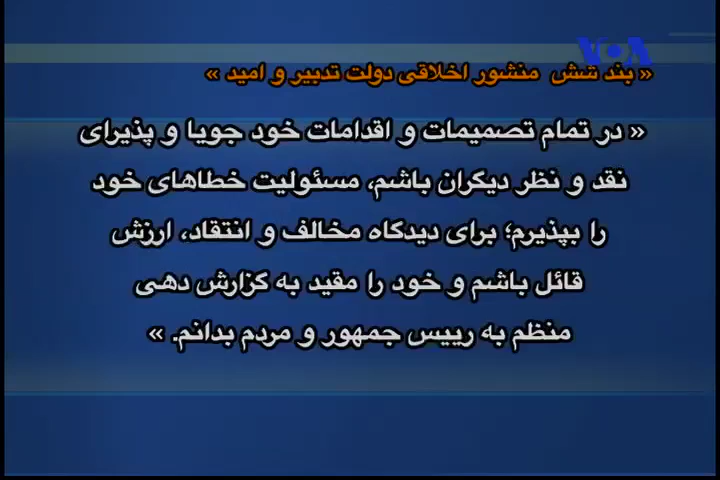 VOA
« بند شش منشور اخلاقی دولت تدبیر و امید »
« در تمام تصمیمات و اقدامات خود جویا و پذیرای
نقد و نظر دیگران باشم، مسئولیت خطاهای خود
را بپذیرم؛ برای دیدگاه مخالف و انتقاد، ارزش
قائل باشم و خود را مقید به گزارش دهی
منظم به رییس جمهور و مردم بدانم. »